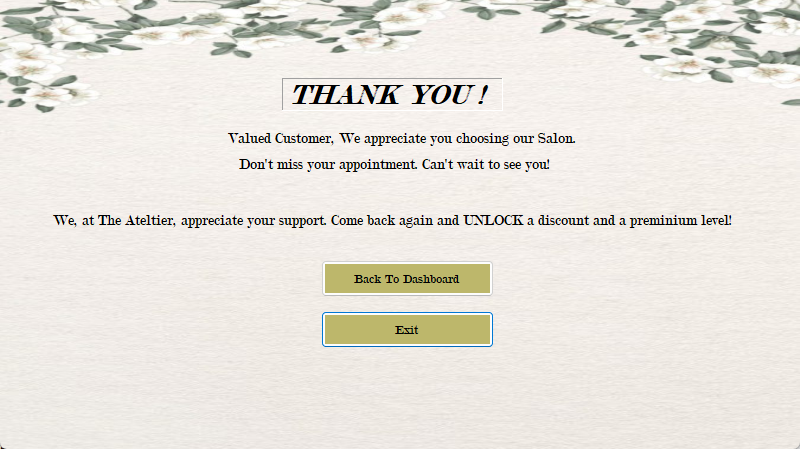 THANK YOU !
Valued Customer, We appreciate you choosing our Salon.
Don't miss your appointment. Can't wait to see you!
We, at The Ateltier, appreciate your support. Come back again and UNLOCK a discount and a preminium level!
Back To Dashboard
Exit